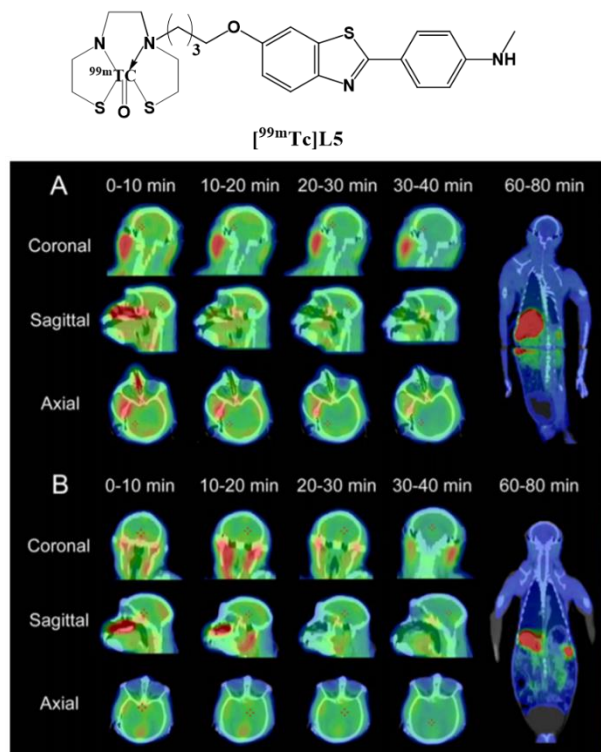 N N ( )3 O S N NH
99mTC
S O S
[99mTc]L5
A 0-10 min 10-20 min 20-30 min 30-40 min 60-80 min
Coronal
Sagittal
Axial
B 0-10 min 10-20 min 20-30 min 30-40 min 60-80 min
Coronal
Sagittal
Axial